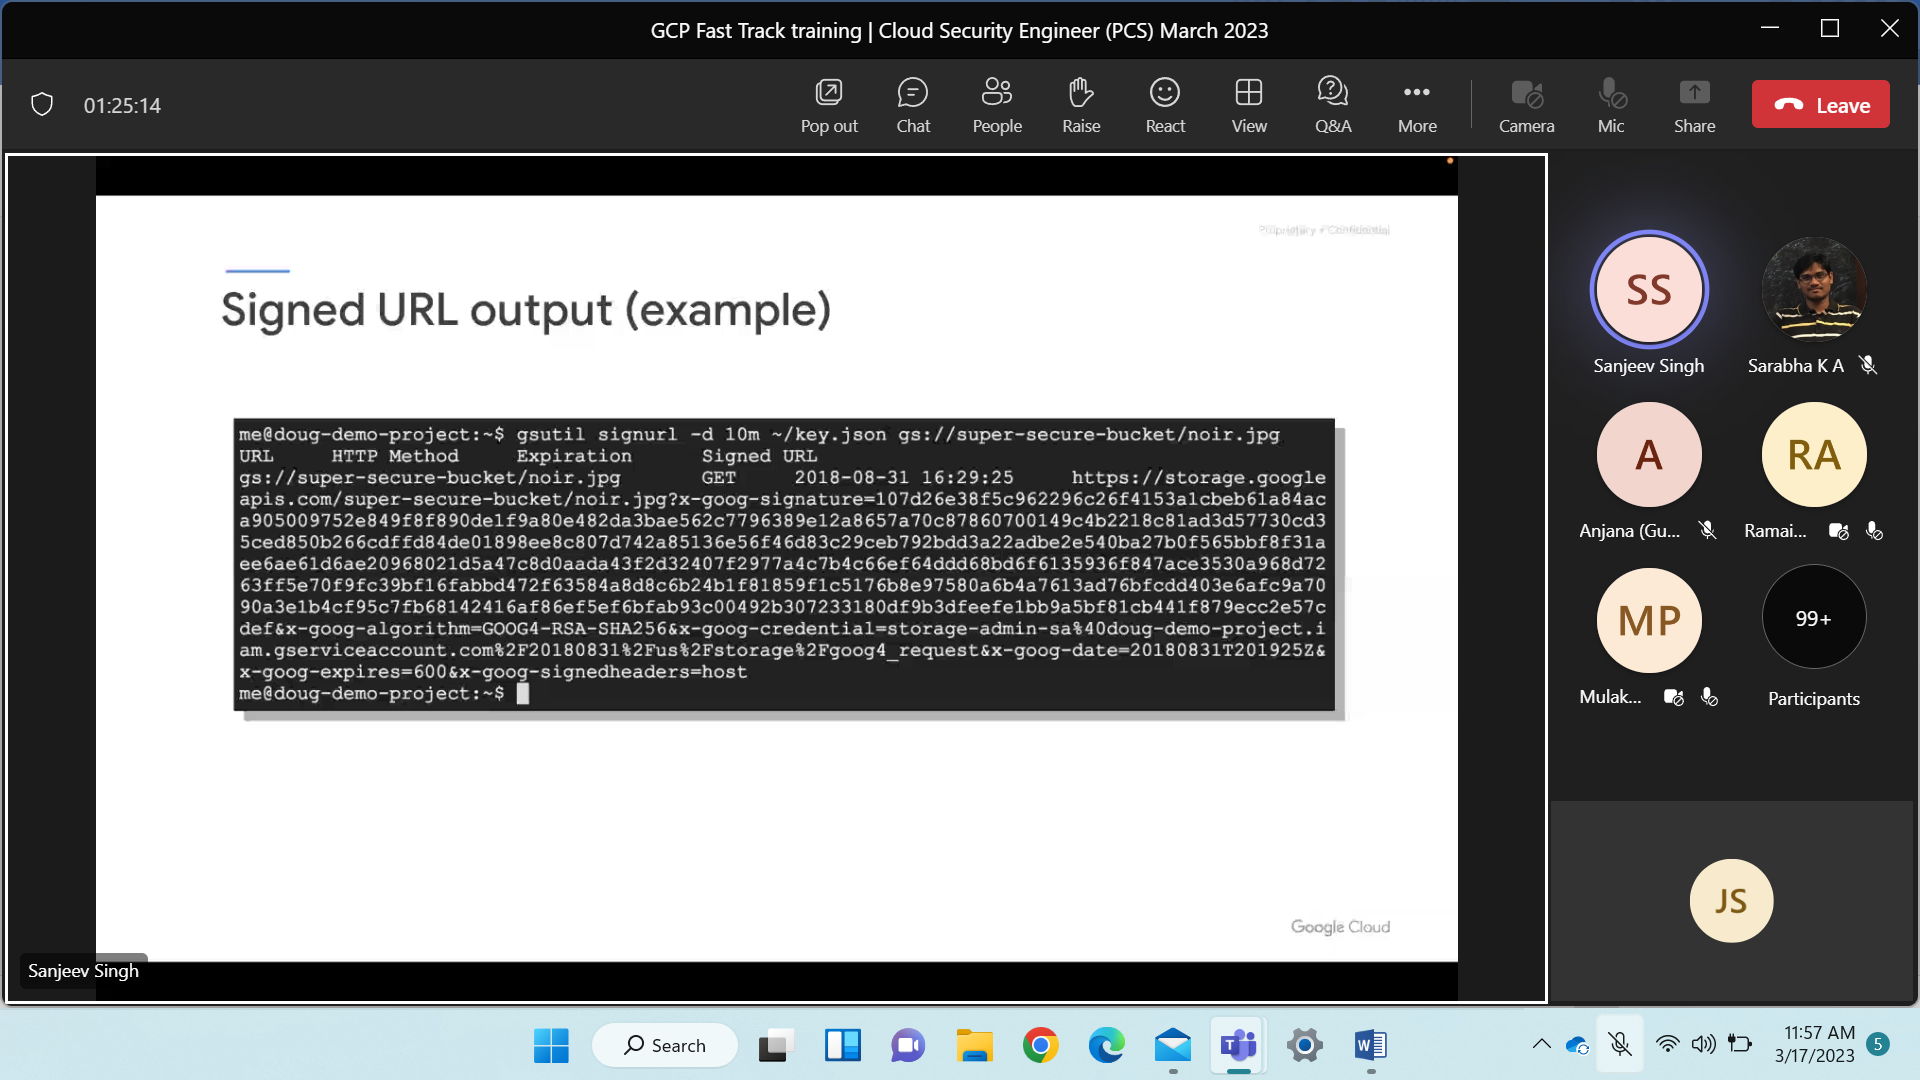 GCP Fast Track training | Cloud Security Engineer (PCS) March 2023
01:25:14
Pop out
Chat
People
Raise
React
View
Q&A
More
Camera
Mic
Share
Leave
Proprietary + Confidential
Signed URL output (example)
me@doug-demo-project:~$ gsutil signurl -d 10m ~/key.json gs://super-secure-bucket/noir.jpg
URL HTTP Method Expiration Signed URL
gs://super-secure-bucket/noir.jpg GET 2018-08-31 16:29:25 https://storage.google
apis.com/super-secure-bucket/noir.jpg?x-goog-signature=107d26e38f5c962296c26f4153a1cbeb61a84ac
a905009752e849f8f890de1f9a80e482da3bae562c7796389e12a8657a70c87860700149c4b2218c81ad3d57730cd3
5ced850b266cdffd84de01898ee8c807d742a85136e56f46d83c29ceb792bdd3a22adbe2e540ba27b0f565bbf8f31a
ee6ae61d6ae20968021d5a47c8d0aada43f2d32407f2977a4c7b4c66ef64ddd68bd6f6135936f847ace3530a968d72
63ff5e70f9fc39bf16fabbd472f63584a8d8c6b24b1f81859f1c5176b8e97580a6b4a7613ad76bfcdd403e6afc9a70
90a3e1b4cf95c7fb68142416af86ef5ef6bfab93c00492b307233180df9b3dfeefe1bb9a5bf81cb441f879ecc2e57c
def&x-goog-algorithm=GOOG4-RSA-SHA256&x-goog-credential=storage-admin-sa%40doug-demo-project.i
am.gserviceaccount.com%2F20180831%2Fus%2Fstorage%2Fgoog4_request&x-goog-date=20180831T201925Z&
x-goog-expires=600&x-goog-signedheaders=host
me@doug-demo-project:~$
Google Cloud
Sanjeev Singh
SS
Sanjeev Singh
Sarabha K A
A
Anjana (Gu...
RA
Ramai...
MP
Mulak...
99+
Participants
JS
Search
11:57 AM
3/17/2023
5